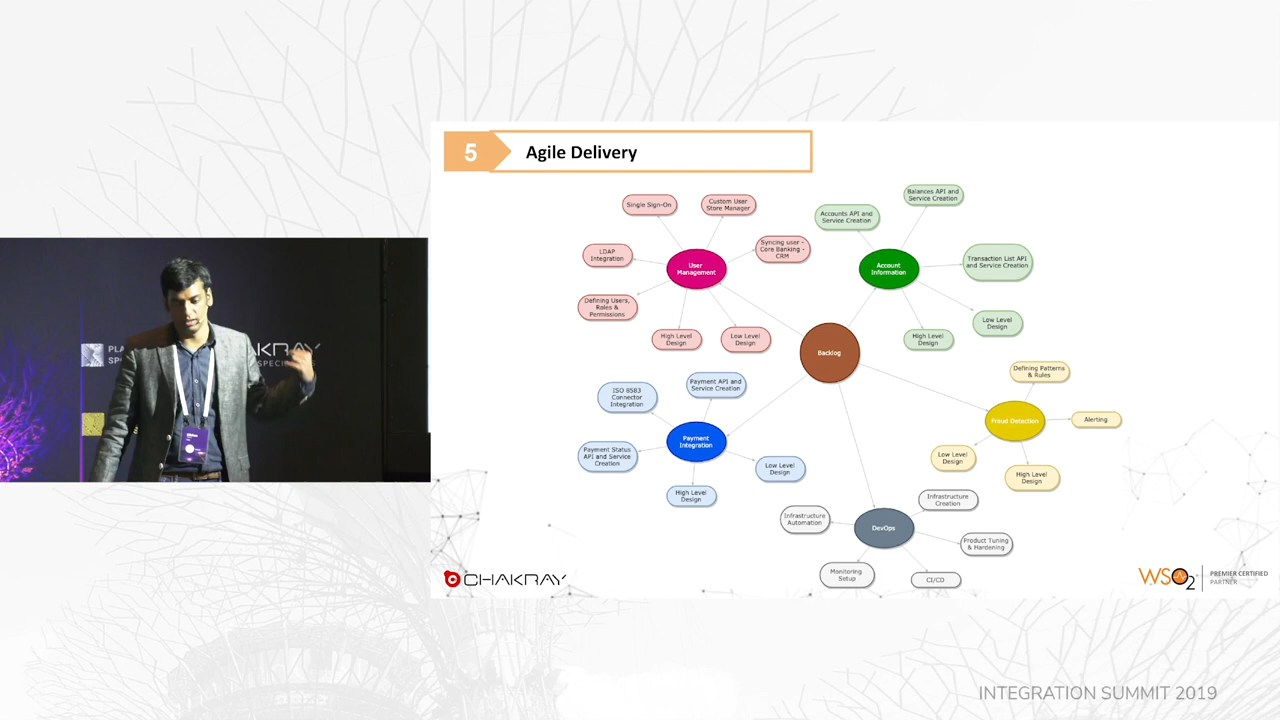 5
Agile Delivery
Single Sign-On
Custom User
Store Manager
LDAP
Integration
Syncing user -
Core Banking -
CRM
User
Management
Defining Users,
Roles &
Permissions
High Level
Design
Low Level
Design
Accounts API and
Service Creation
Balances API and
Service Creation
Account
Information
Transaction List API
and Service Creation
Low Level
Design
High Level
Design
Backlog
ISO 8583
Connector
Integration
Payment API and
Service Creation
Payment
Integration
Payment Status
API and Service
Creation
Low Level
Design
High Level
Design
Defining Patterns
& Rules
Fraud Detection
Alerting
Low Level
Design
High Level
Design
Infrastructure
Creation
Infrastructure
Automation
DevOps
Product Tuning
& Hardening
Monitoring
Setup
CI/CD
CHAKRAY
WSO2
PREMIER CERTIFIED
PARTNER
INTEGRATION SUMMIT 2019